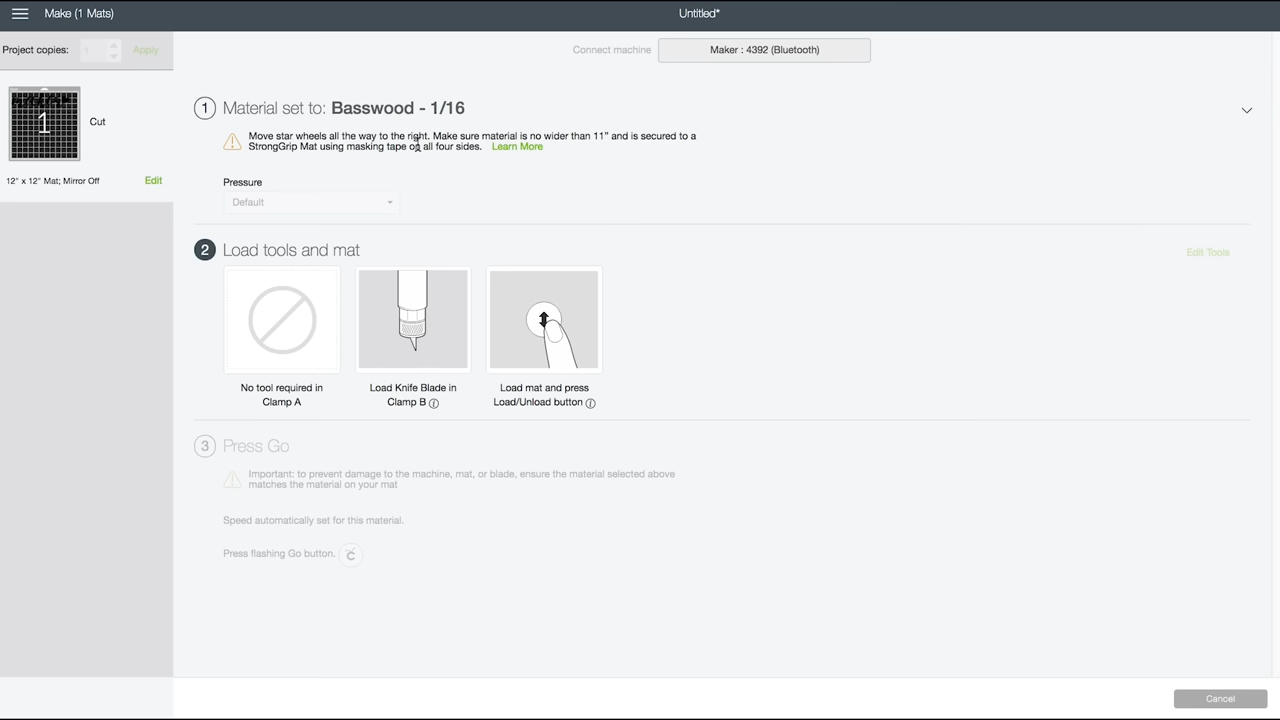 Make (1 Mats)
Untitled*
Project copies: 1 Apply
Connect machine Maker : 4392 (Bluetooth)
1
Cut
12" x 12" Mat; Mirror Off Edit
1 Material set to: Basswood - 1/16
Move star wheels all the way to the right. Make sure material is no wider than 11" and is secured to a
StrongGrip Mat using masking tape on all four sides. Learn More
Pressure
Default
2 Load tools and mat
Edit Tools
No tool required in
Clamp A
Load Knife Blade in
Clamp B
Load mat and press
Load/Unload button
3 Press Go
Important: to prevent damage to the machine, mat, or blade, ensure the material selected above
matches the material on your mat
Speed automatically set for this material.
Press flashing Go button.
Cancel